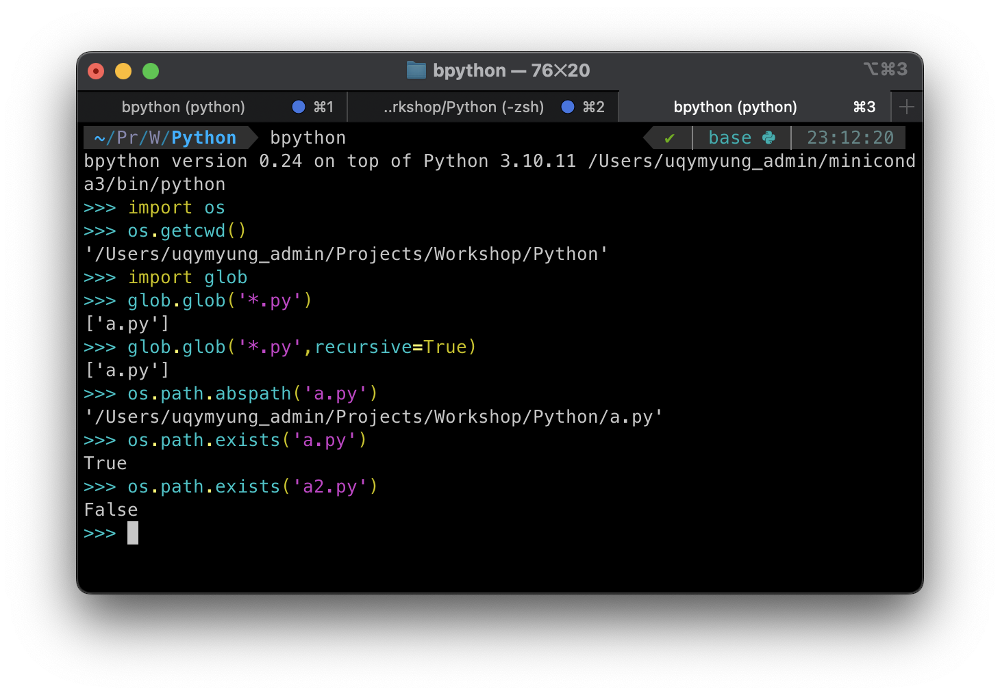 bpython — 76✕20
⌥⌘3
bpython (python) ⌘1
..rkshop/Python (-zsh) ⌘2
bpython (python) ⌘3
~/Pr/W/Python bpython ✔ base 23:12:20
bpython version 0.24 on top of Python 3.10.11 /Users/uqymyung_admin/minicond
a3/bin/python
>>> import os
>>> os.getcwd()
'/Users/uqymyung_admin/Projects/Workshop/Python'
>>> import glob
>>> glob.glob('*.py')
['a.py']
>>> glob.glob('*.py',recursive=True)
['a.py']
>>> os.path.abspath('a.py')
'/Users/uqymyung_admin/Projects/Workshop/Python/a.py'
>>> os.path.exists('a.py')
True
>>> os.path.exists('a2.py')
False
>>>